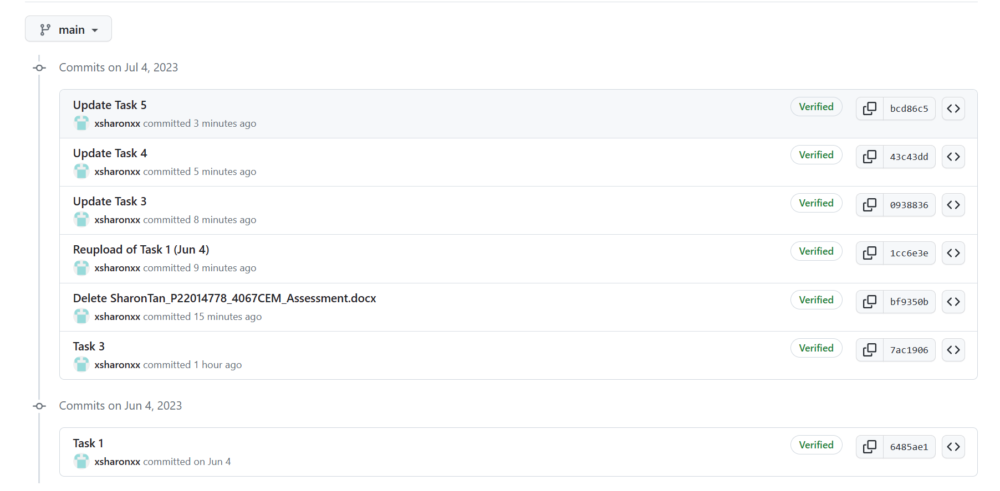 main
Commits on Jul 4, 2023
Update Task 5
xsharonxx committed 3 minutes ago
Verified
bcd86c5
Update Task 4
xsharonxx committed 5 minutes ago
Verified
43c43dd
Update Task 3
xsharonxx committed 8 minutes ago
Verified
0938836
Reupload of Task 1 (Jun 4)
xsharonxx committed 9 minutes ago
Verified
1cc6e3e
Delete SharonTan_P22014778_4067CEM_Assessment.docx
xsharonxx committed 15 minutes ago
Verified
bf9350b
Task 3
xsharonxx committed 1 hour ago
Verified
7ac1906
Commits on Jun 4, 2023
Task 1
xsharonxx committed on Jun 4
Verified
6485ae1